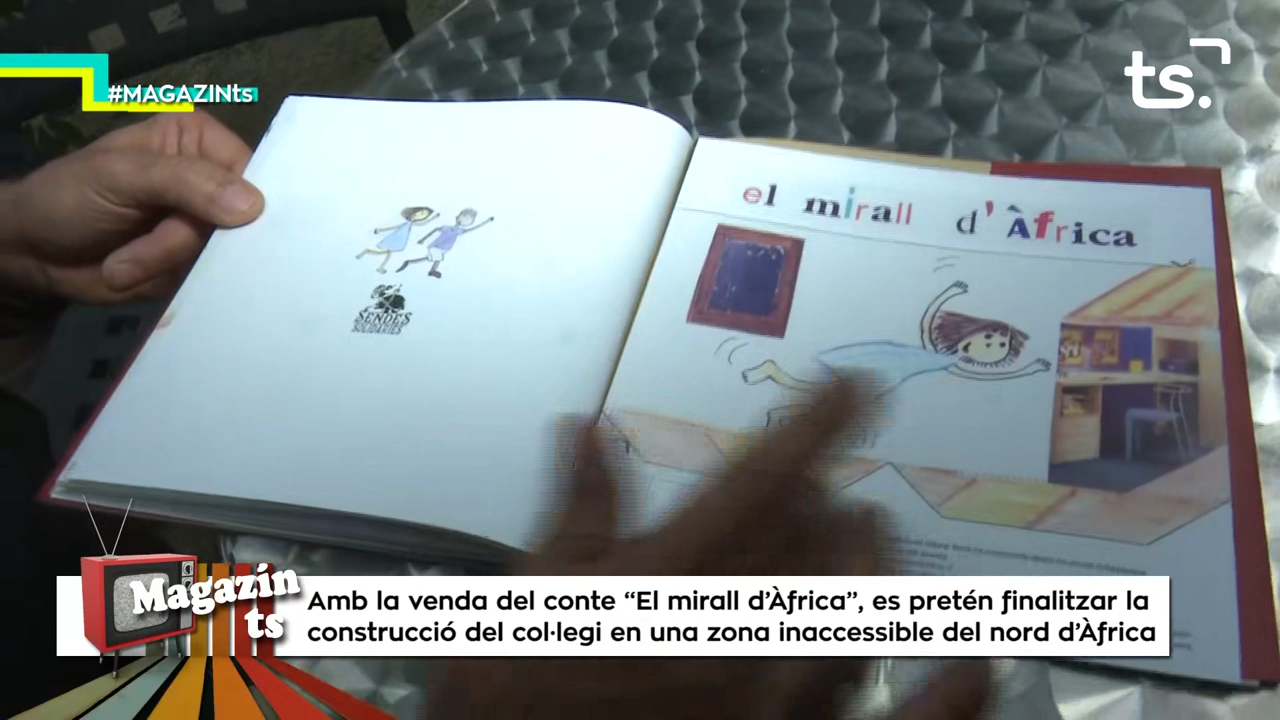 #MAGAZINts
ts.
el mirall d'Àfrica
SENDES
SOLIDÀRIES
Magazín
ts
Amb la venda del conte “El mirall d’Àfrica”, es pretén finalitzar la
construcció del col·legi en una zona inaccessible del nord d’Àfrica